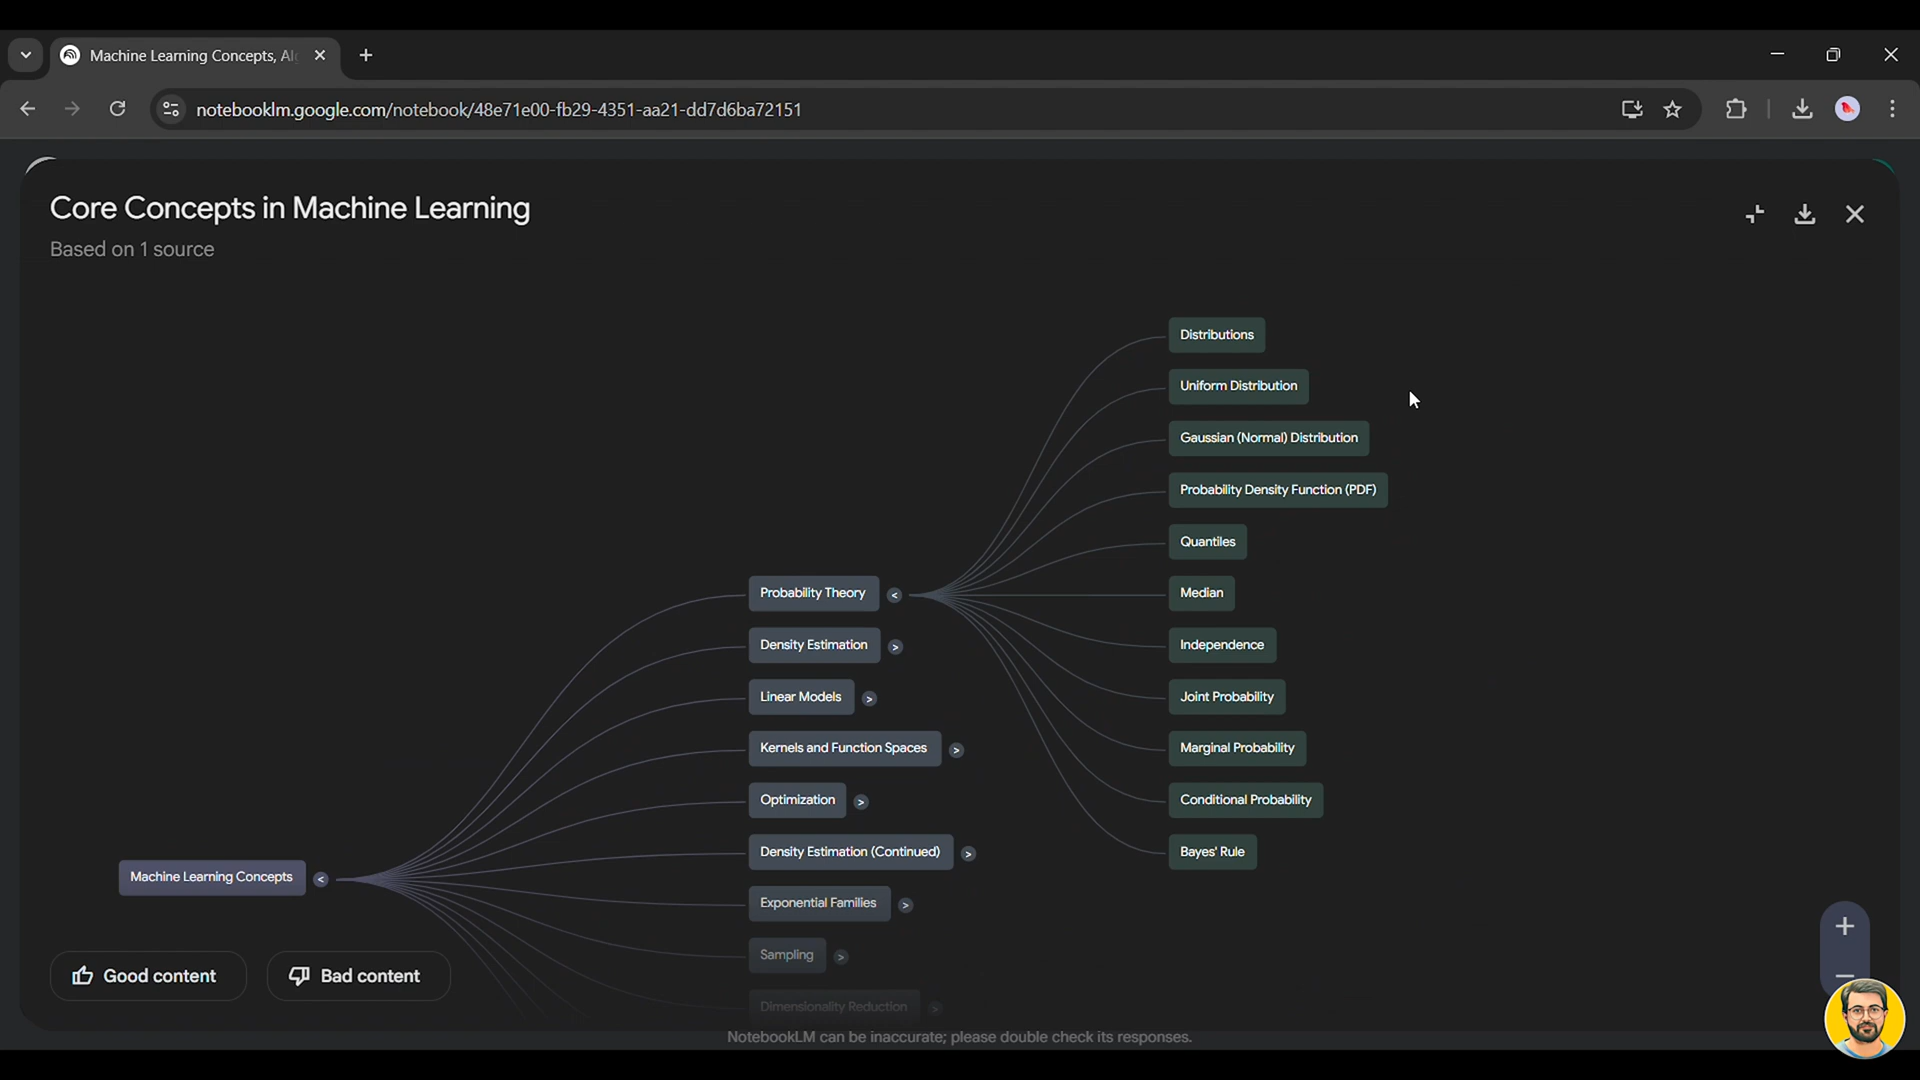 Machine Learning Concepts, Al
notebooklm.google.com/notebook/48e71e00-fb29-4351-aa21-dd7d6ba72151
Core Concepts in Machine Learning
Based on 1 source
Distributions
Uniform Distribution
Gaussian (Normal) Distribution
Probability Density Function (PDF)
Quantiles
Probability Theory <
Median
Density Estimation >
Independence
Linear Models >
Joint Probability
Kernels and Function Spaces >
Marginal Probability
Optimization >
Conditional Probability
Density Estimation (Continued) >
Bayes' Rule
Machine Learning Concepts <
Exponential Families >
Sampling >
Good content
Bad content
Dimensionality Reduction >
NotebookLM can be inaccurate; please double check its responses.